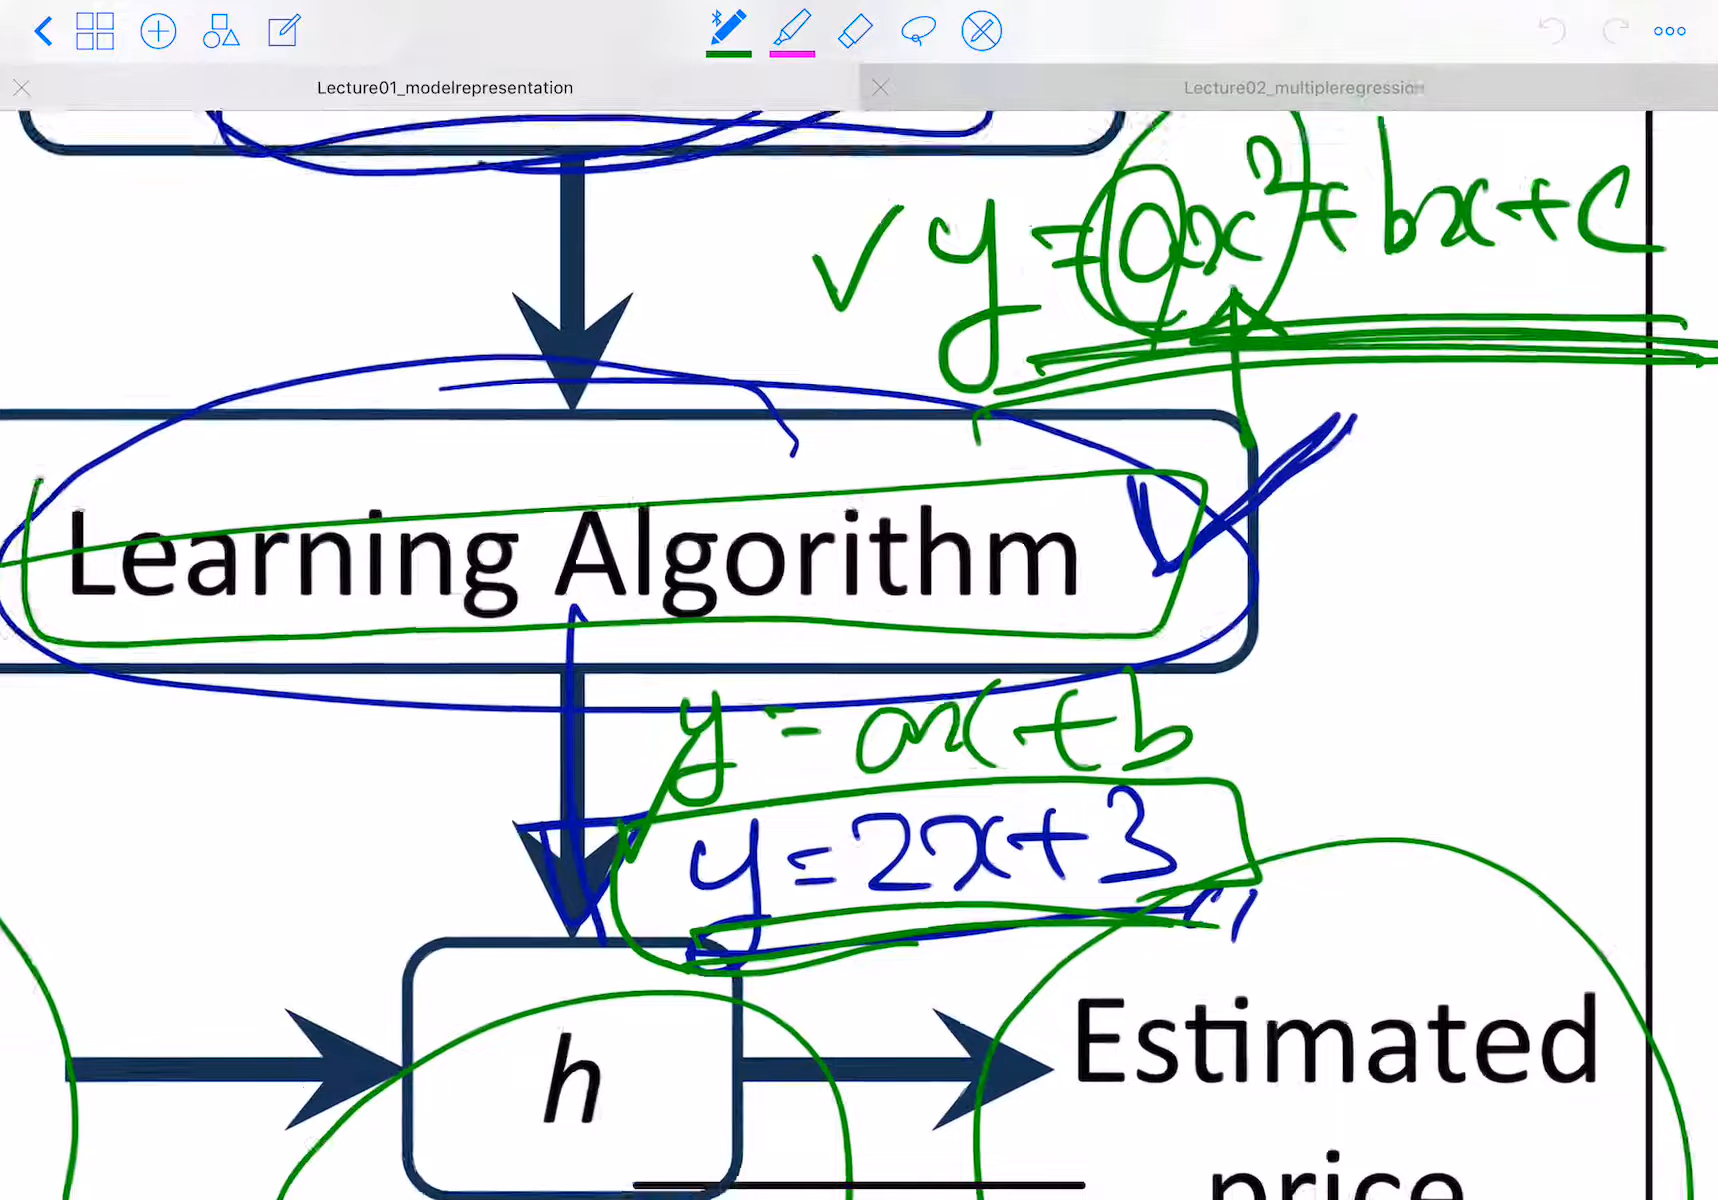 Lecture01_modelrepresentation
Lecture02_multipleregression
y = ax² + bx + c
Learning Algorithm
y = ax + b
y = 2x + 3
h
Estimated
price